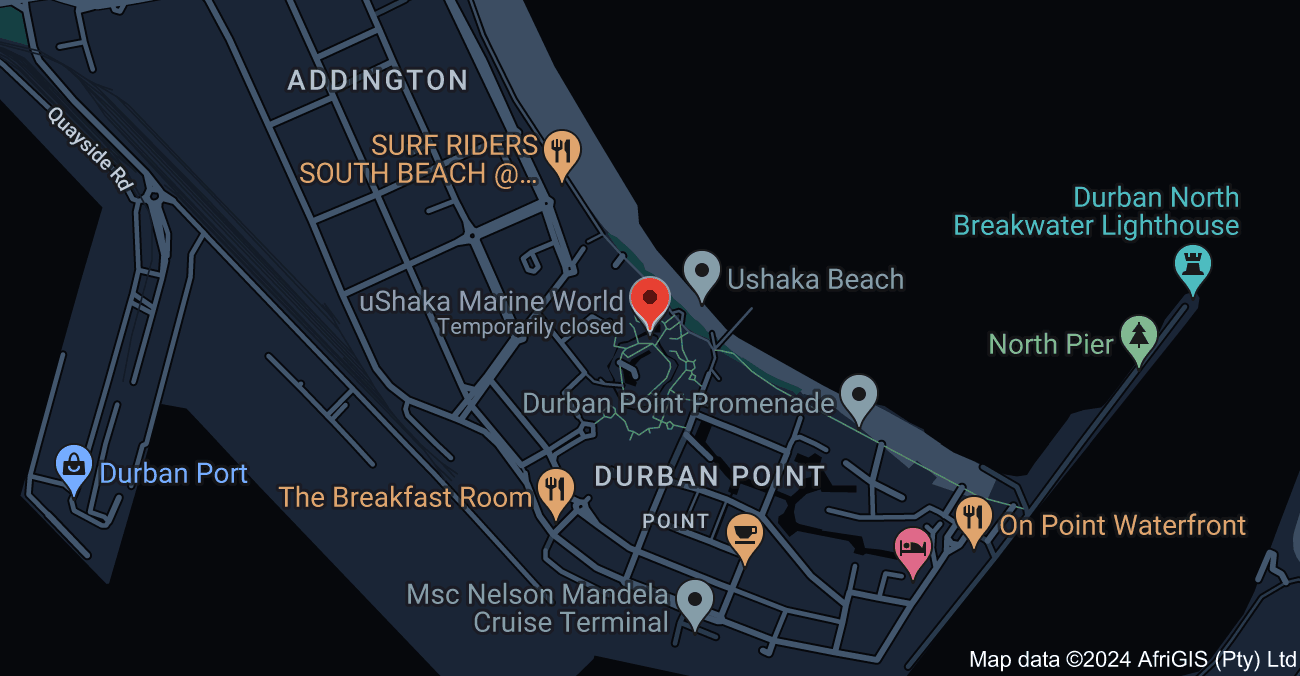 ADDINGTON
Quayside Rd
SURF RIDERS
SOUTH BEACH @...
Durban North
Breakwater Lighthouse
Ushaka Beach
uShaka Marine World
Temporarily closed
North Pier
Durban Point Promenade
Durban Port
DURBAN POINT
The Breakfast Room
POINT
On Point Waterfront
Msc Nelson Mandela
Cruise Terminal
Map data ©2024 AfriGIS (Pty) Ltd